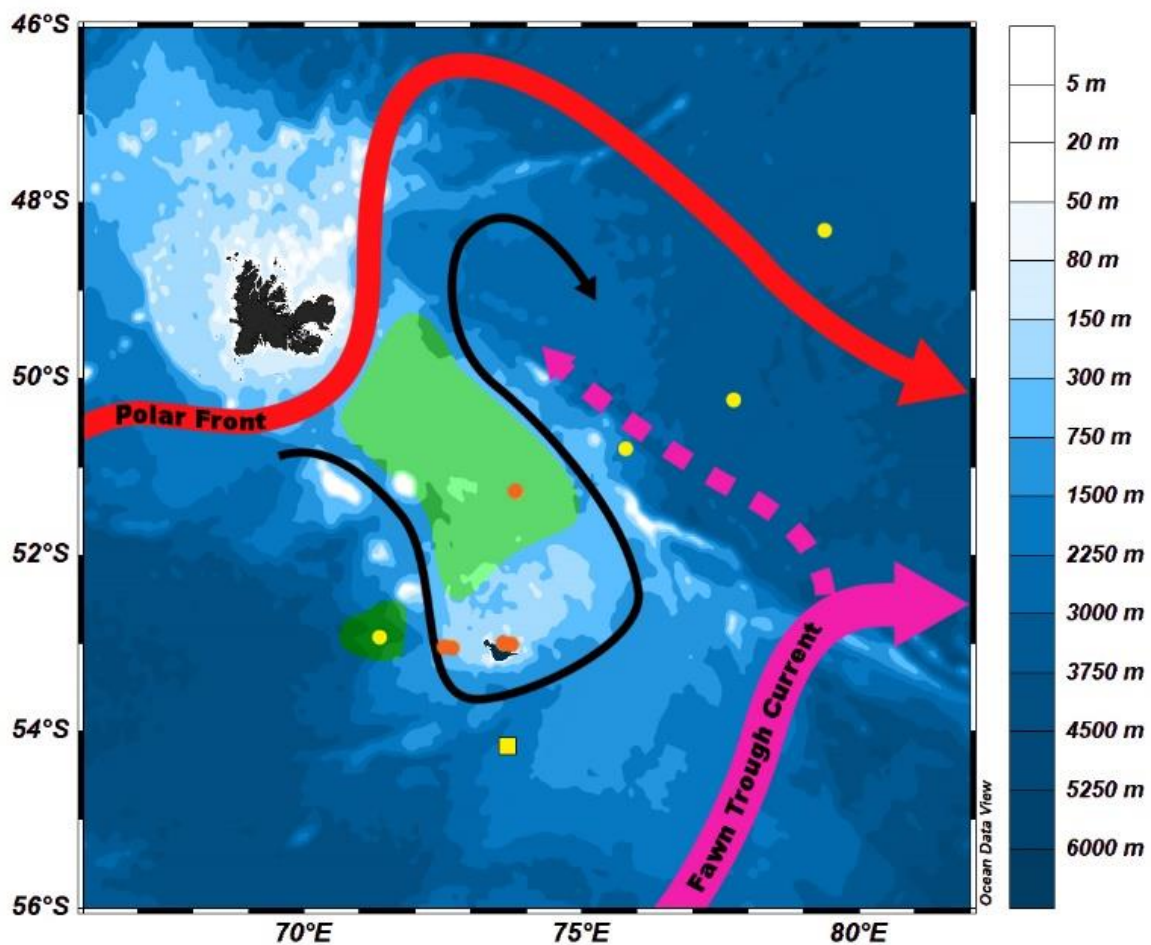 46°S
48°S
50°S
52°S
54°S
56°S
70°E
75°E
80°E
Polar Front
Fawn Trough Current
Ocean Data View
5 m
20 m
50 m
80 m
150 m
300 m
750 m
1500 m
2250 m
3000 m
3750 m
4500 m
5250 m
6000 m